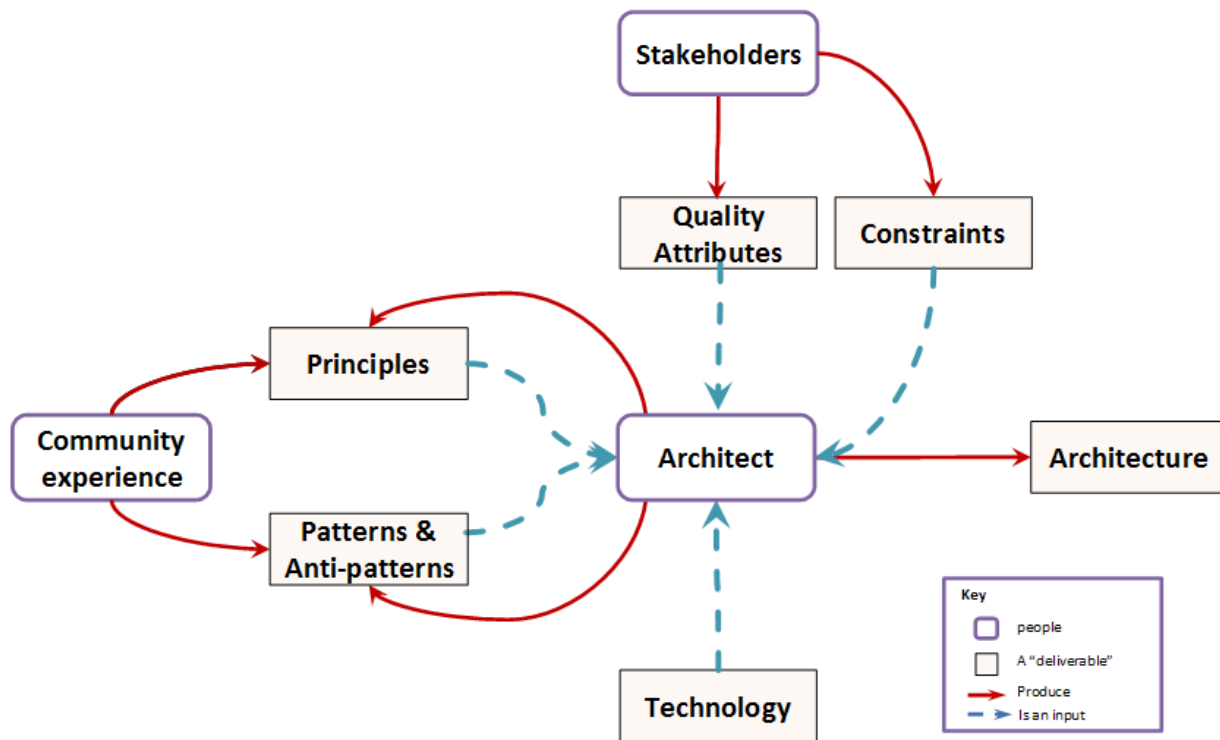 Stakeholders
Quality
Attributes
Constraints
Principles
Community
experience
Architect
Architecture
Patterns &
Anti-patterns
Technology
Key
people
A “deliverable”
Produce
Is an input